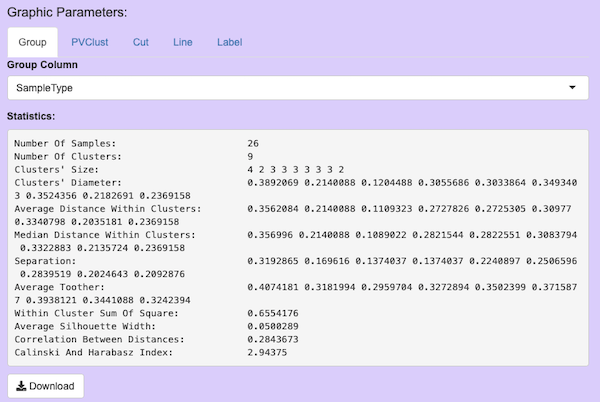 Graphic Parameters:
Group PVClust Cut Line Label
Group Column
SampleType
Statistics:
Number Of Samples: 26
Number Of Clusters: 9
Clusters' Size: 4 2 3 3 3 3 3 3 2
Clusters' Diameter: 0.3892069 0.2140088 0.1204488 0.3055686 0.3033864 0.349340
3 0.3524356 0.2182691 0.2369158
Average Distance Within Clusters: 0.3562084 0.2140088 0.1109323 0.2727826 0.2725305 0.30977
0.3340798 0.2035181 0.2369158
Median Distance Within Clusters: 0.356996 0.2140088 0.1089022 0.2821544 0.2822551 0.3083794
0.3322883 0.2135724 0.2369158
Separation: 0.3192865 0.169616 0.1374037 0.1374037 0.2240897 0.2506596
0.2839519 0.2024643 0.2092876
Average Toother: 0.4074181 0.3181994 0.2959704 0.3272894 0.3502399 0.371587
7 0.3938121 0.3441088 0.3242394
Within Cluster Sum Of Square: 0.6554176
Average Silhouette Width: 0.0500289
Correlation Between Distances: 0.2843673
Calinski And Harabasz Index: 2.94375
Download